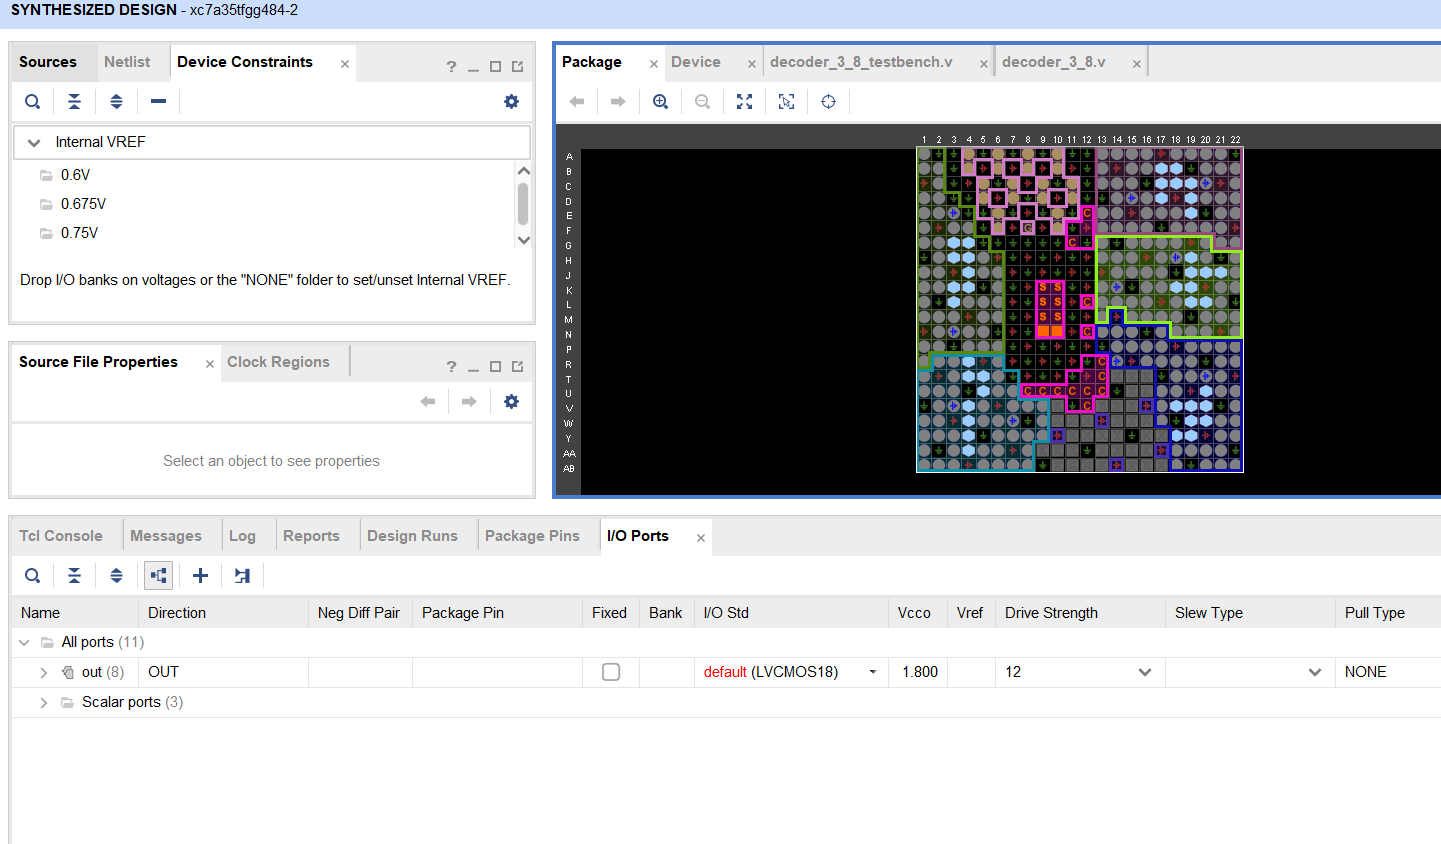 SYNTHESIZED DESIGN - xc7a35tfgg484-2
Sources Netlist Device Constraints
Internal VREF
0.6V
0.675V
0.75V
Drop I/O banks on voltages or the "NONE" folder to set/unset Internal VREF.
Source File Properties Clock Regions
Select an object to see properties
Package Device decoder_3_8_testbench.v decoder_3_8.v
1 2 3 4 5 6 7 8 9 10 11 12 13 14 15 16 17 18 19 20 21 22
A
B
C
D
E
F
G
H
J
K
L
M
N
P
R
T
U
V
W
Y
AA
AB
Tcl Console Messages Log Reports Design Runs Package Pins I/O Ports
Name Direction Neg Diff Pair Package Pin Fixed Bank I/O Std Vcco Vref Drive Strength Slew Type Pull Type
All ports (11)
out (8) OUT default (LVCMOS18) 1.800 12 NONE
Scalar ports (3)